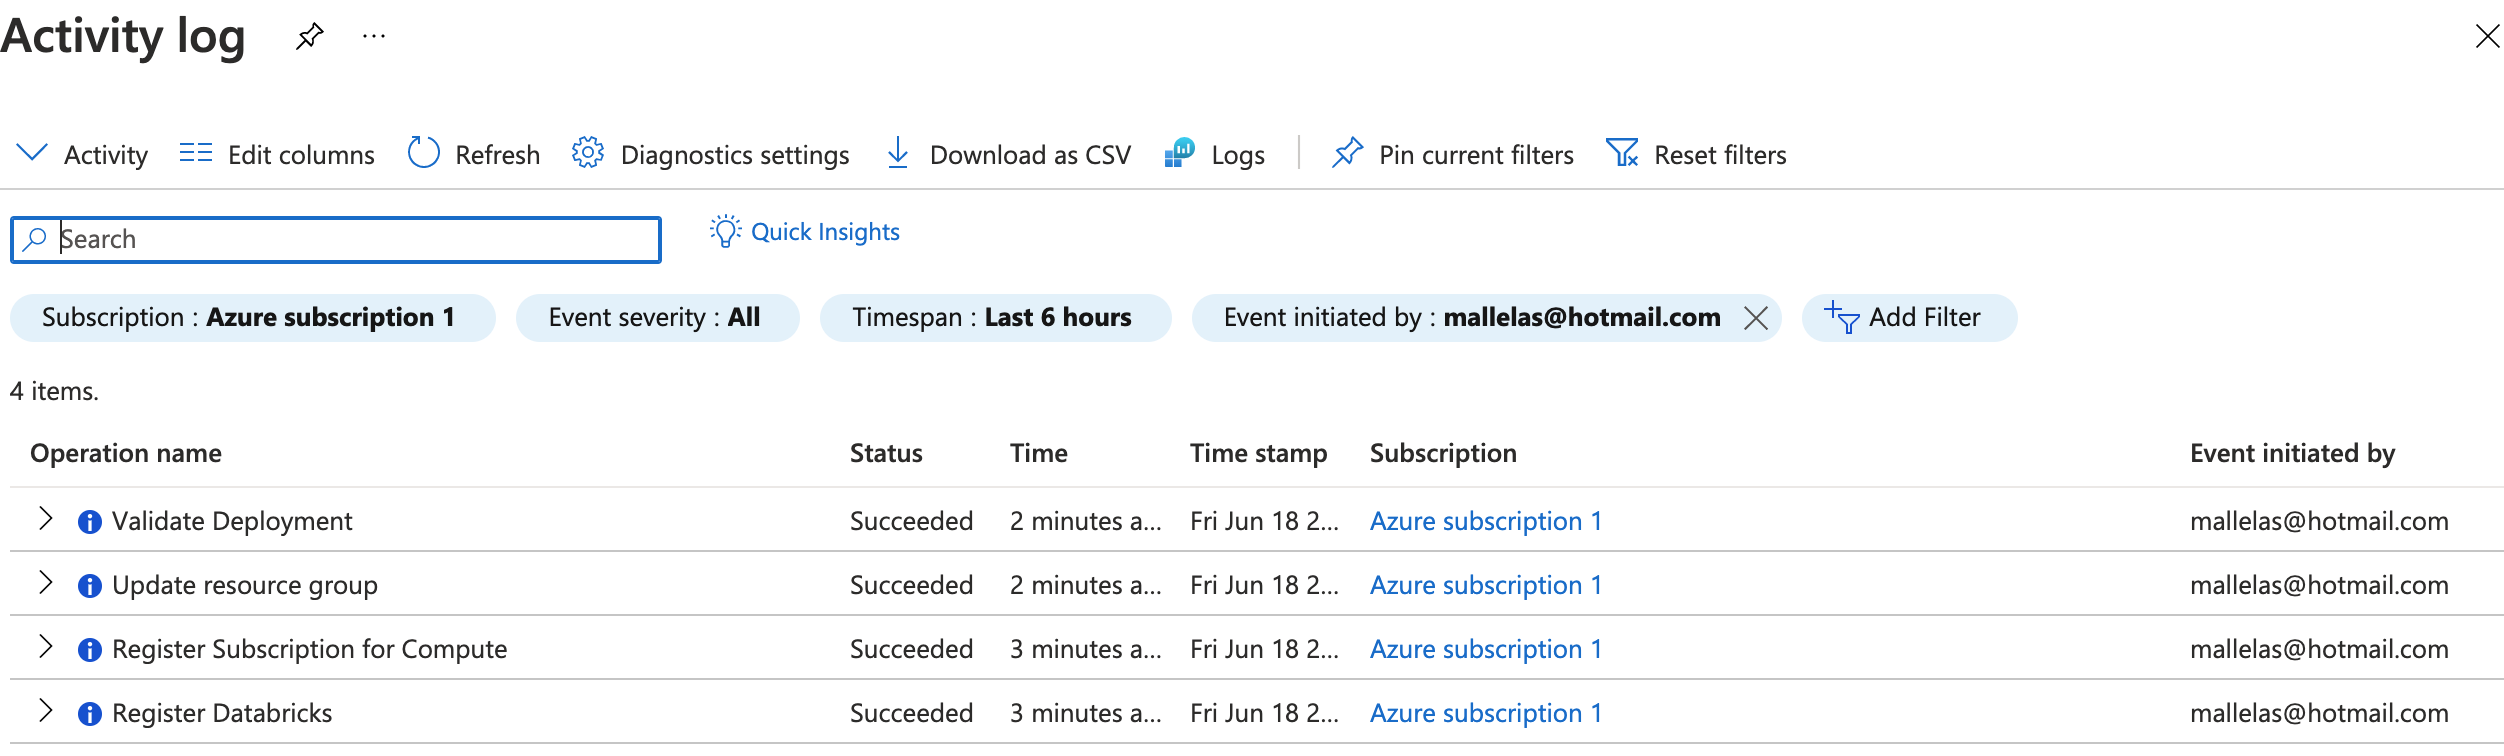 Activity log ...
Activity Edit columns Refresh Diagnostics settings Download as CSV Logs Pin current filters Reset filters
Search Quick Insights
Subscription : Azure subscription 1 Event severity : All Timespan : Last 6 hours Event initiated by : mallelas@hotmail.com Add Filter
4 items.
Operation name Status Time Time stamp Subscription Event initiated by
Validate Deployment Succeeded 2 minutes a... Fri Jun 18 2... Azure subscription 1 mallelas@hotmail.com
Update resource group Succeeded 2 minutes a... Fri Jun 18 2... Azure subscription 1 mallelas@hotmail.com
Register Subscription for Compute Succeeded 3 minutes a... Fri Jun 18 2... Azure subscription 1 mallelas@hotmail.com
Register Databricks Succeeded 3 minutes a... Fri Jun 18 2... Azure subscription 1 mallelas@hotmail.com